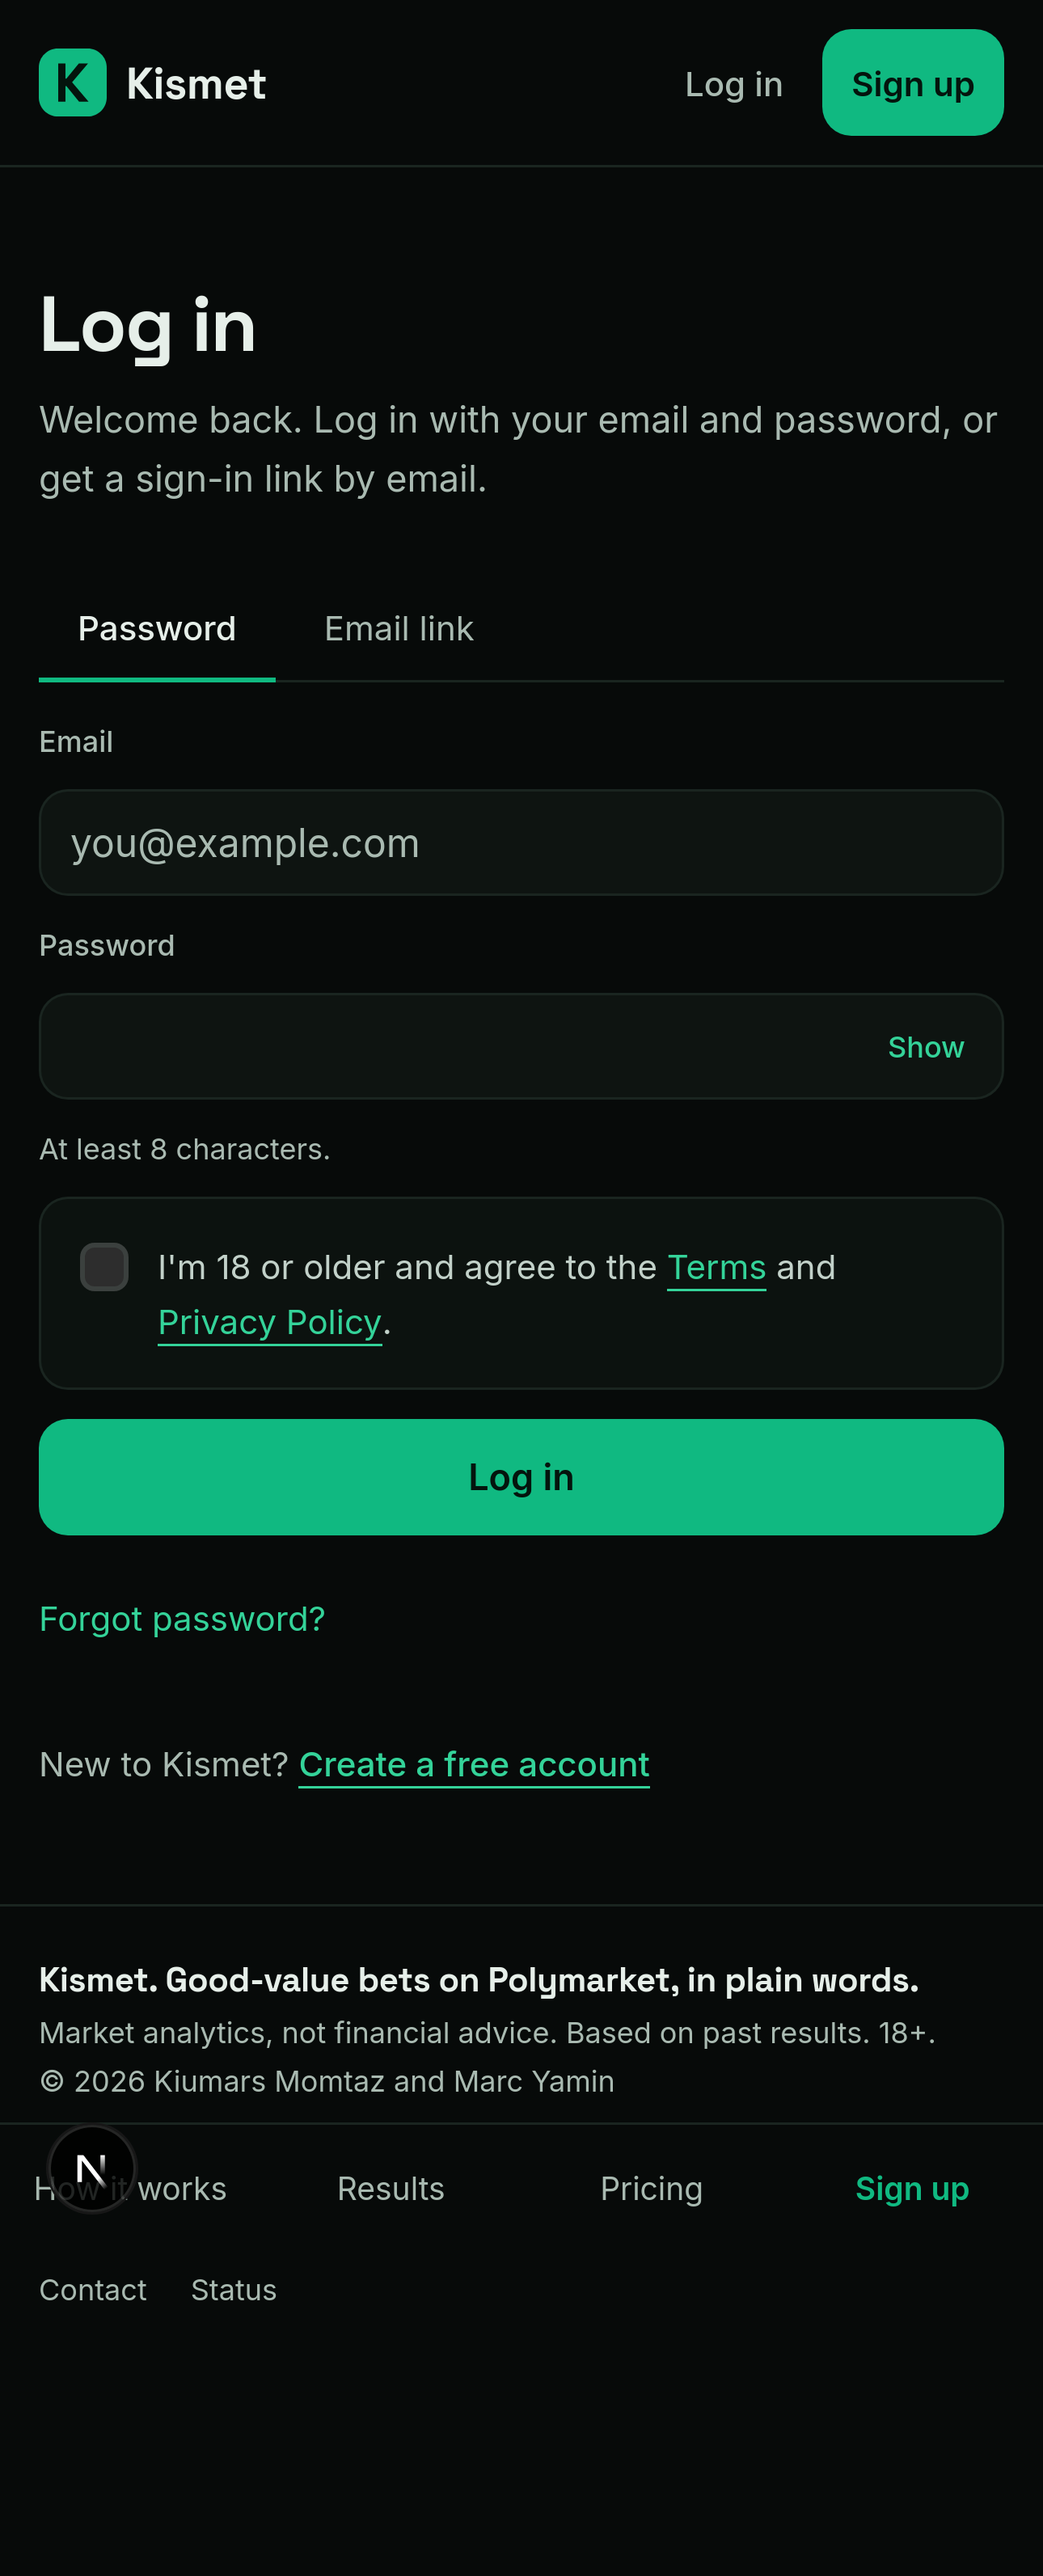 K Kismet Log in Sign up
Log in
Welcome back. Log in with your email and password, or
get a sign-in link by email.
Password Email link
Email
you@example.com
Password
Show
At least 8 characters.
I'm 18 or older and agree to the Terms and
Privacy Policy.
Log in
Forgot password?
New to Kismet? Create a free account
Kismet. Good-value bets on Polymarket, in plain words.
Market analytics, not financial advice. Based on past results. 18+.
© 2026 Kiumars Momtaz and Marc Yamin
N
How it works Results Pricing Sign up
Contact Status